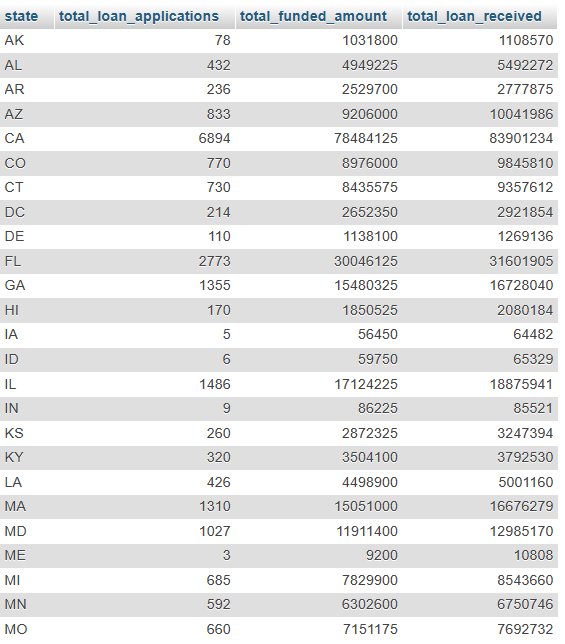 state total_loan_applications total_funded_amount total_loan_received
AK 78 1031800 1108570
AL 432 4949225 5492272
AR 236 2529700 2777875
AZ 833 9206000 10041986
CA 6894 78484125 83901234
CO 770 8976000 9845810
CT 730 8435575 9357612
DC 214 2652350 2921854
DE 110 1138100 1269136
FL 2773 30046125 31601905
GA 1355 15480325 16728040
HI 170 1850525 2080184
IA 5 56450 64482
ID 6 59750 65329
IL 1486 17124225 18875941
IN 9 86225 85521
KS 260 2872325 3247394
KY 320 3504100 3792530
LA 426 4498900 5001160
MA 1310 15051000 16676279
MD 1027 11911400 12985170
ME 3 9200 10808
MI 685 7829900 8543660
MN 592 6302600 6750746
MO 660 7151175 7692732